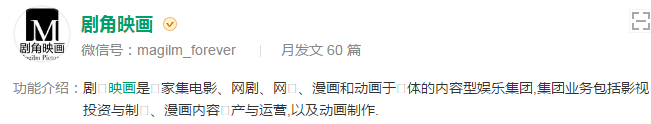 M
剧角映画
Magilm Pictures
剧角映画
微信号：magilm_forever | 月发文 60 篇
功能介绍：剧映画是家集电影、网剧、网、漫画和动画于体的内容型娱乐集团,集团业务包括影视
投资与制、漫画内容产与运营,以及动画制作.